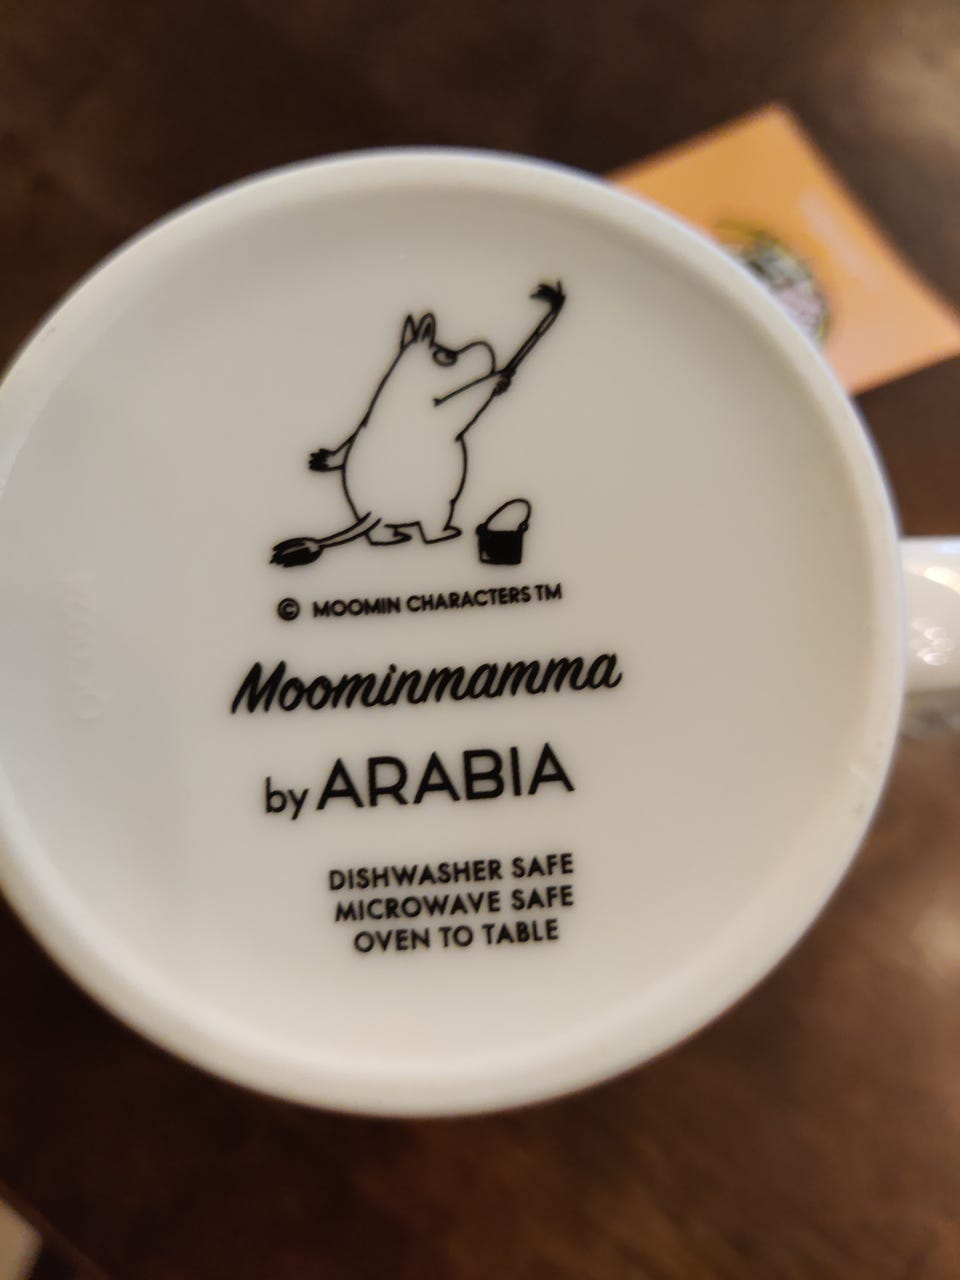 © MOOMIN CHARACTERS TM
Moominmamma
by ARABIA
DISHWASHER SAFE
MICROWAVE SAFE
OVEN TO TABLE